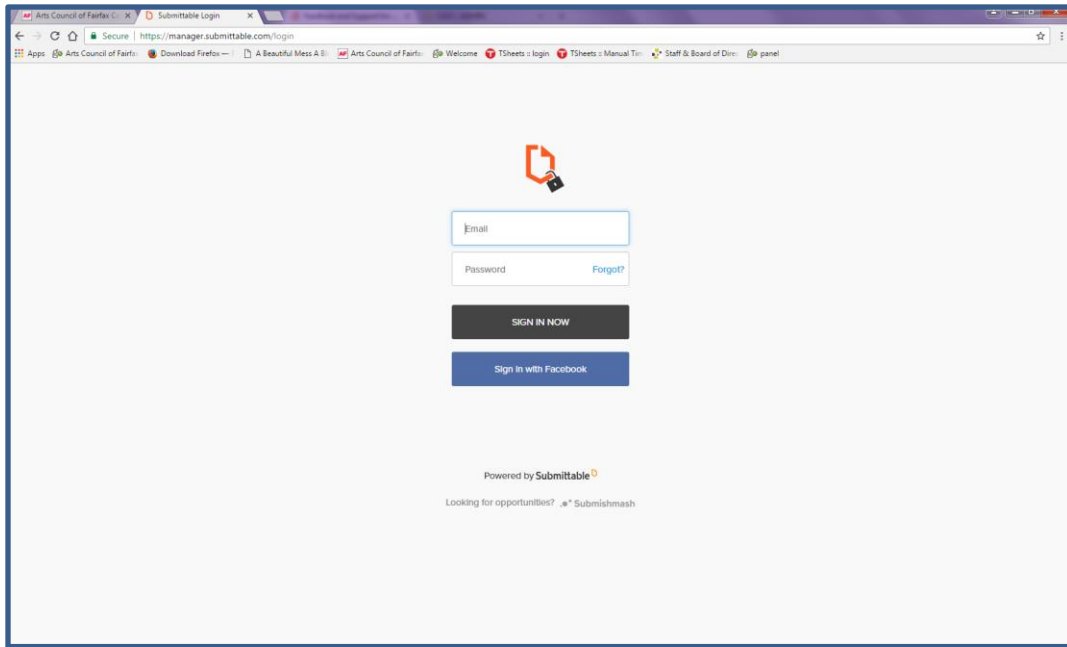 Arts Council of Fairfax C
Submittable Login
Secure | https://manager.submittable.com/login
Apps Arts Council of Fairfa Download Firefox — A Beautiful Mess A B Arts Council of Fairfa Welcome TSheets :: login TSheets :: Manual Tim Staff & Board of Dire panel
Email
Password Forgot?
SIGN IN NOW
Sign in with Facebook
Powered by Submittable
Looking for opportunities? Submishmash